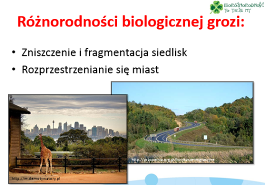 Różnorodności biologicznej grozi:
• Zniszczenie i fragmentacja siedlisk
• Rozprzestrzenianie się miast